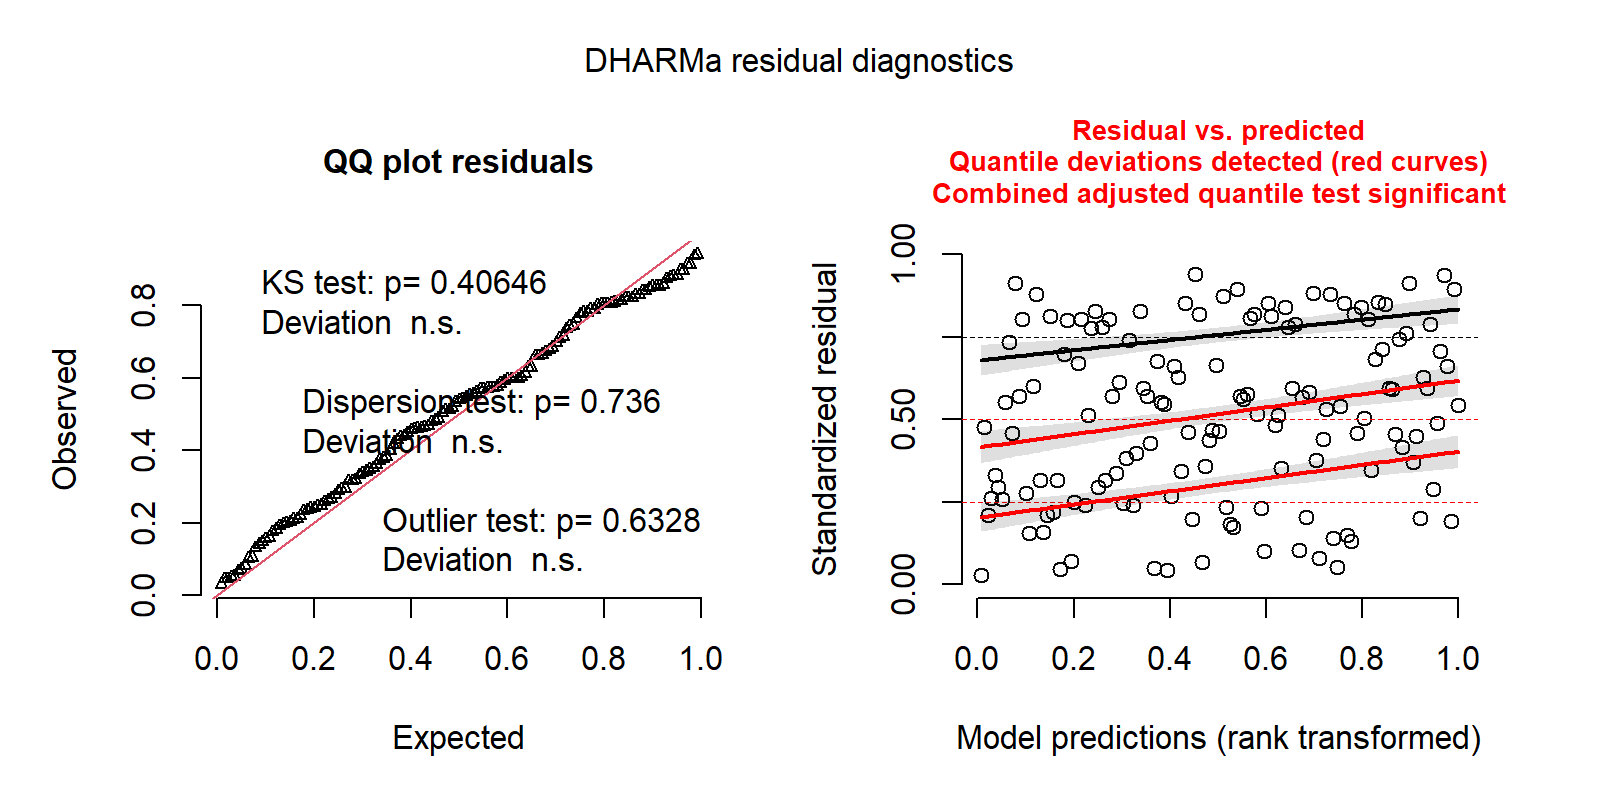 DHARMa residual diagnostics
QQ plot residuals
KS test: p= 0.40646
Deviation n.s.
Dispersion test: p= 0.736
Deviation n.s.
Outlier test: p= 0.6328
Deviation n.s.
Observed
0.0
0.2
0.4
0.6
0.8
0.0 0.2 0.4 0.6 0.8 1.0
Expected
Residual vs. predicted
Quantile deviations detected (red curves)
Combined adjusted quantile test significant
Standardized residual
0.00
0.50
1.00
0.0 0.2 0.4 0.6 0.8 1.0
Model predictions (rank transformed)